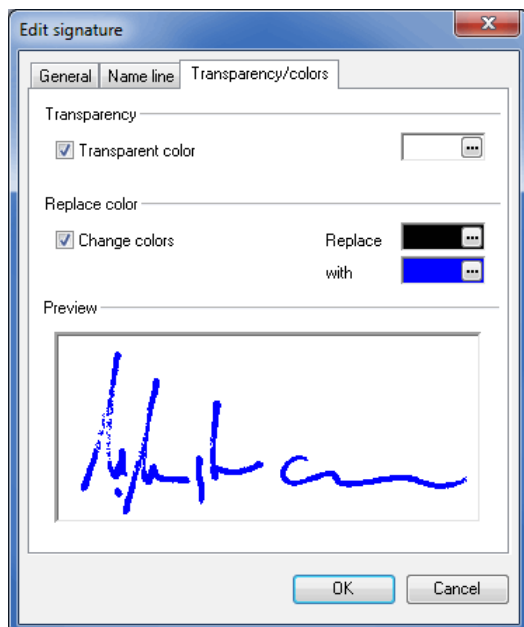 Edit signature
General Name line Transparency/colors
Transparency
Transparent color
Replace color
Change colors Replace
with
Preview
OK Cancel